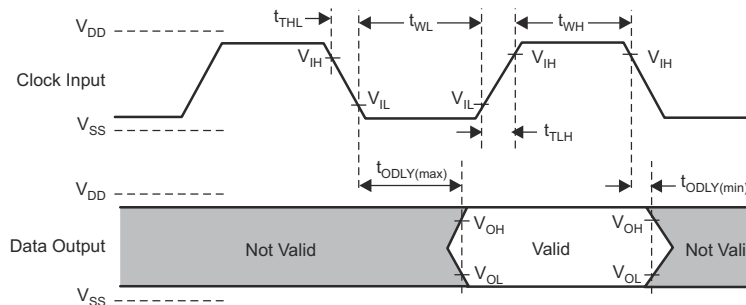 t_THL
t_WL
t_WH
V_DD
V_IH
V_IH
V_IH
Clock Input
V_IL
V_IL
V_SS
t_TLH
t_ODLY(max)
t_ODLY(min)
V_DD
V_OH
V_OH
Data Output
Not Valid
Valid
Not Vali
V_OL
V_OL
V_SS